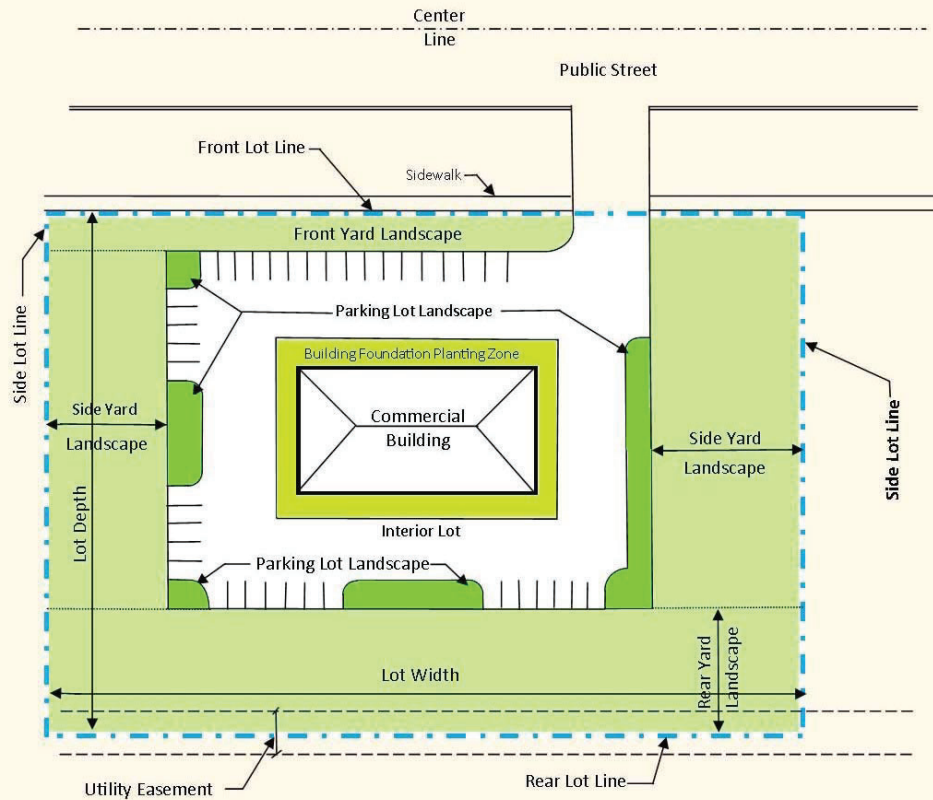 Center
Line
Public Street
Front Lot Line
Sidewalk
Front Yard Landscape
Side Lot Line
Parking Lot Landscape
Building Foundation Planting Zone
Commercial
Building
Side Yard
Landscape
Side Yard
Landscape
Side Lot Line
Lot Depth
Interior Lot
Parking Lot Landscape
Lot Width
Rear Yard
Landscape
Utility Easement
Rear Lot Line